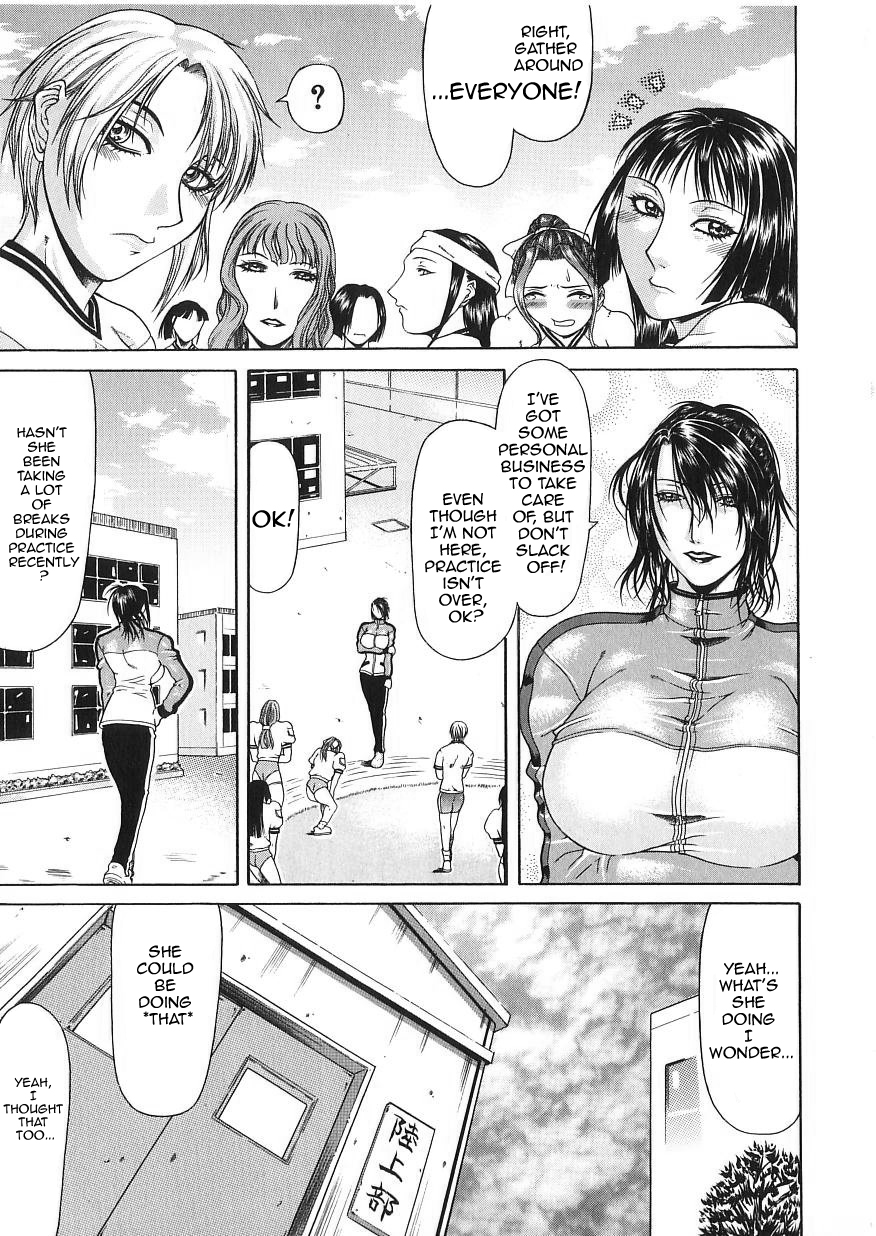 RIGHT,
GATHER
AROUND
...EVERYONE!
?
I'VE
GOT
SOME
PERSONAL
BUSINESS
TO TAKE
CARE
OF, BUT
DON'T
SLACK
OFF!
EVEN
THOUGH
I'M NOT
HERE,
PRACTICE
ISN'T
OVER,
OK?
OK!
HASN'T
SHE
BEEN
TAKING
A LOT
OF
BREAKS
DURING
PRACTICE
RECENTLY
?
YEAH...
WHAT'S
SHE
DOING
I
WONDER...
SHE
COULD
BE
DOING
*THAT*
陸上部
YEAH,
I
THOUGHT
THAT
TOO...